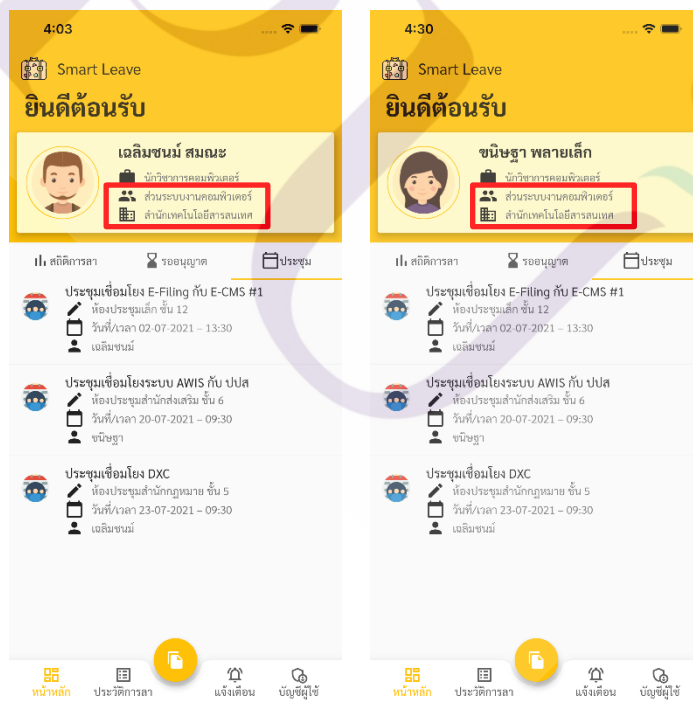 4:03
Smart Leave
ยินดีต้อนรับ
เฉลิมชนม์ สมณะ
นักวิชาการคอมพิวเตอร์
ส่วนระบบงานคอมพิวเตอร์
สำนักเทคโนโลยีสารสนเทศ
สถิติการลา
รออนุญาต
ประชุม
ประชุมเชื่อมโยง E-Filing กับ E-CMS #1
ห้องประชุมเล็ก ชั้น 12
วันที่/เวลา 02-07-2021 – 13:30
เฉลิมชนม์
ประชุมเชื่อมโยงระบบ AWIS กับ ปปส
ห้องประชุมสำนักส่งเสริม ชั้น 6
วันที่/เวลา 20-07-2021 – 09:30
ขนิษฐา
ประชุมเชื่อมโยง DXC
ห้องประชุมสำนักกฎหมาย ชั้น 5
วันที่/เวลา 23-07-2021 – 09:30
เฉลิมชนม์
หน้าหลัก
ประวัติการลา
แจ้งเตือน
บัญชีผู้ใช้
4:30
Smart Leave
ยินดีต้อนรับ
ขนิษฐา พลายเล็ก
นักวิชาการคอมพิวเตอร์
ส่วนระบบงานคอมพิวเตอร์
สำนักเทคโนโลยีสารสนเทศ
สถิติการลา
รออนุญาต
ประชุม
ประชุมเชื่อมโยง E-Filing กับ E-CMS #1
ห้องประชุมเล็ก ชั้น 12
วันที่/เวลา 02-07-2021 – 13:30
เฉลิมชนม์
ประชุมเชื่อมโยงระบบ AWIS กับ ปปส
ห้องประชุมสำนักส่งเสริม ชั้น 6
วันที่/เวลา 20-07-2021 – 09:30
ขนิษฐา
ประชุมเชื่อมโยง DXC
ห้องประชุมสำนักกฎหมาย ชั้น 5
วันที่/เวลา 23-07-2021 – 09:30
เฉลิมชนม์
หน้าหลัก
ประวัติการลา
แจ้งเตือน
บัญชีผู้ใช้